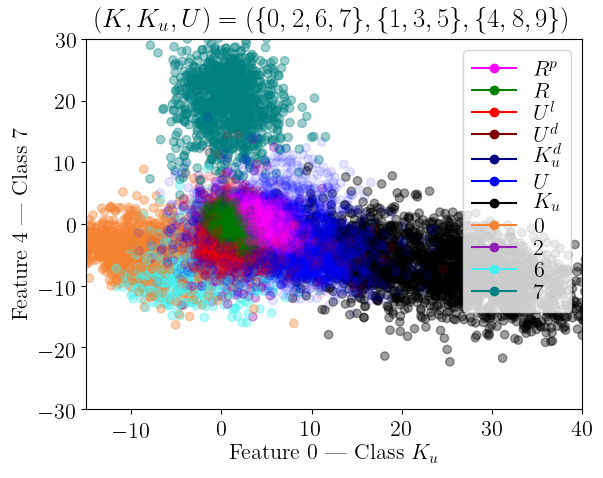 (K, K_u, U) = ({0, 2, 6, 7}, {1, 3, 5}, {4, 8, 9})
30
20
10
0
−10
−20
−30
Feature 4 — Class 7
R^p
R
U^l
U^d
K_u^d
U
K_u
0
2
6
7
−10
0
10
20
30
40
Feature 0 — Class K_u